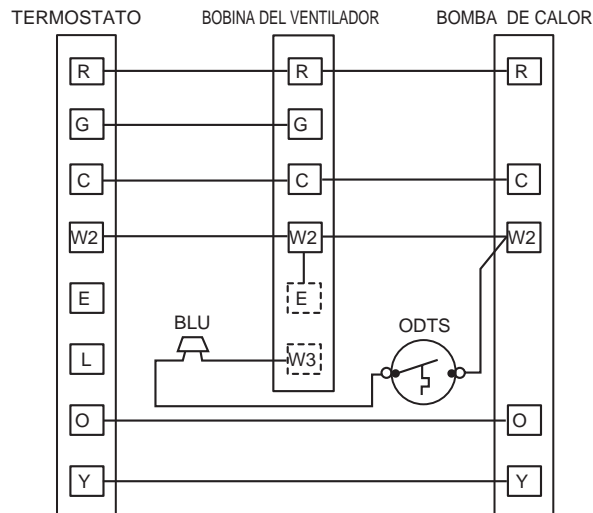 TERMOSTATO BOBINA DEL VENTILADOR BOMBA DE CALOR
R R R
G G
C C C
W2 W2 W2
E E
BLU ODTS
L W3
O O
Y Y